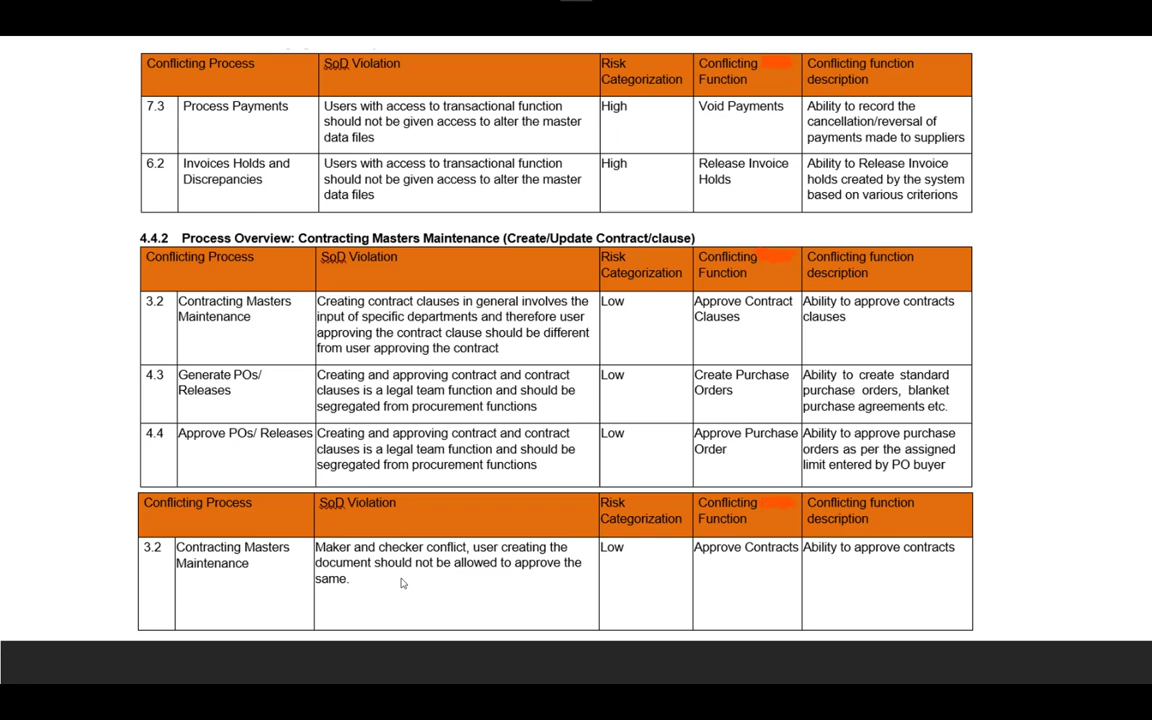 Conflicting Process SoD Violation Risk Categorization Conflicting Function Conflicting function description
7.3 Process Payments Users with access to transactional function should not be given access to alter the master data files High Void Payments Ability to record the cancellation/reversal of payments made to suppliers
6.2 Invoices Holds and Discrepancies Users with access to transactional function should not be given access to alter the master data files High Release Invoice Holds Ability to Release Invoice holds created by the system based on various criterions
4.4.2 Process Overview: Contracting Masters Maintenance (Create/Update Contract/clause)
Conflicting Process SoD Violation Risk Categorization Conflicting Function Conflicting function description
3.2 Contracting Masters Maintenance Creating contract clauses in general involves the input of specific departments and therefore user approving the contract clause should be different from user approving the contract Low Approve Contract Clauses Ability to approve contracts clauses
4.3 Generate POs/ Releases Creating and approving contract and contract clauses is a legal team function and should be segregated from procurement functions Low Create Purchase Orders Ability to create standard purchase orders, blanket purchase agreements etc.
4.4 Approve POs/ Releases Creating and approving contract and contract clauses is a legal team function and should be segregated from procurement functions Low Approve Purchase Order Ability to approve purchase orders as per the assigned limit entered by PO buyer
Conflicting Process SoD Violation Risk Categorization Conflicting Function Conflicting function description
3.2 Contracting Masters Maintenance Maker and checker conflict, user creating the document should not be allowed to approve the same. Low Approve Contracts Ability to approve contracts